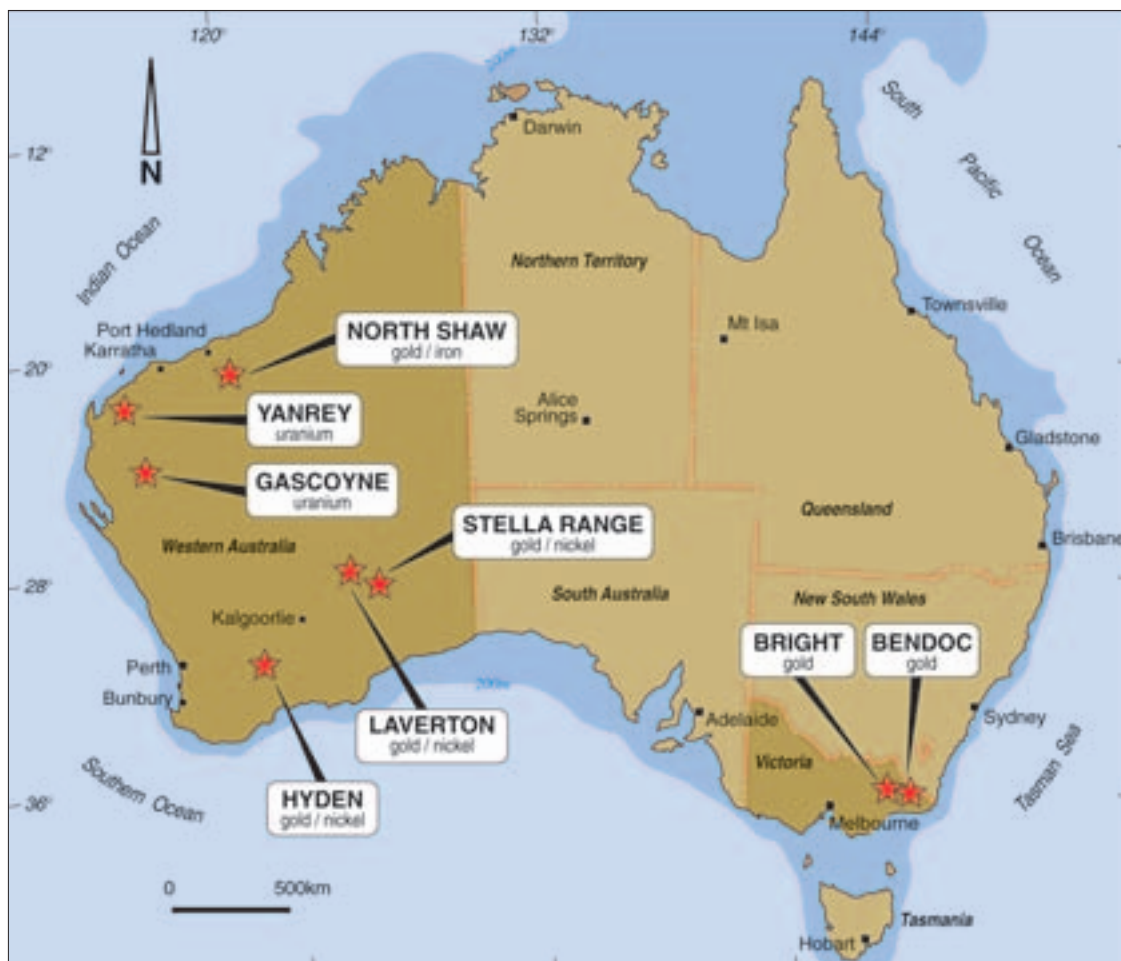 120°
132°
144°
200m
South
Pacific
Ocean
Darwin
12°
N
Indian Ocean
Northern Territory
Townsville
Mt Isa
Port Hedland
Karratha
NORTH SHAW
gold / iron
20°
Alice
Springs
YANREY
uranium
Gladstone
GASCOYNE
uranium
STELLA RANGE
gold / nickel
Queensland
Western Australia
Brisbane
28°
South Australia
New South Wales
Kalgoorlie
BRIGHT
gold
BENDOC
gold
Perth
Bunbury
200m
LAVERTON
gold / nickel
Adelaide
Sydney
Victoria
Southern Ocean
Tasman Sea
36°
HYDEN
gold / nickel
Melbourne
0
500km
Tasmania
Hobart